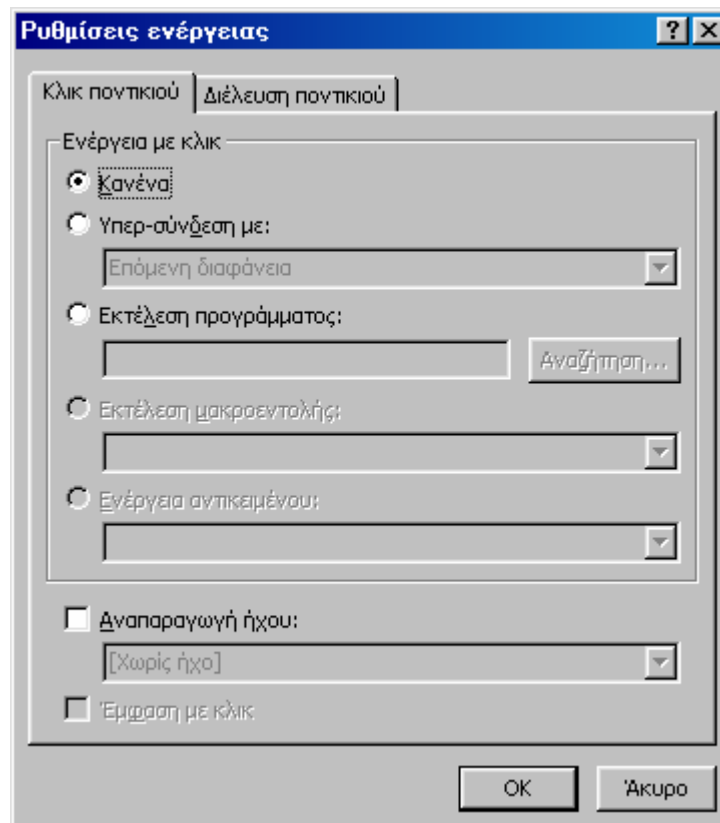 Ρυθμίσεις ενέργειας
Κλικ ποντικιού Διέλευση ποντικιού
Ενέργεια με κλικ
Κανένα
Υπερ-σύνδεση με:
Επόμενη διαφάνεια
Εκτέλεση προγράμματος:
Αναζήτηση...
Εκτέλεση μακροεντολής:
Ενέργεια αντικειμένου:
Αναπαραγωγή ήχου:
[Χωρίς ήχο]
Έμφαση με κλικ
OK Άκυρο